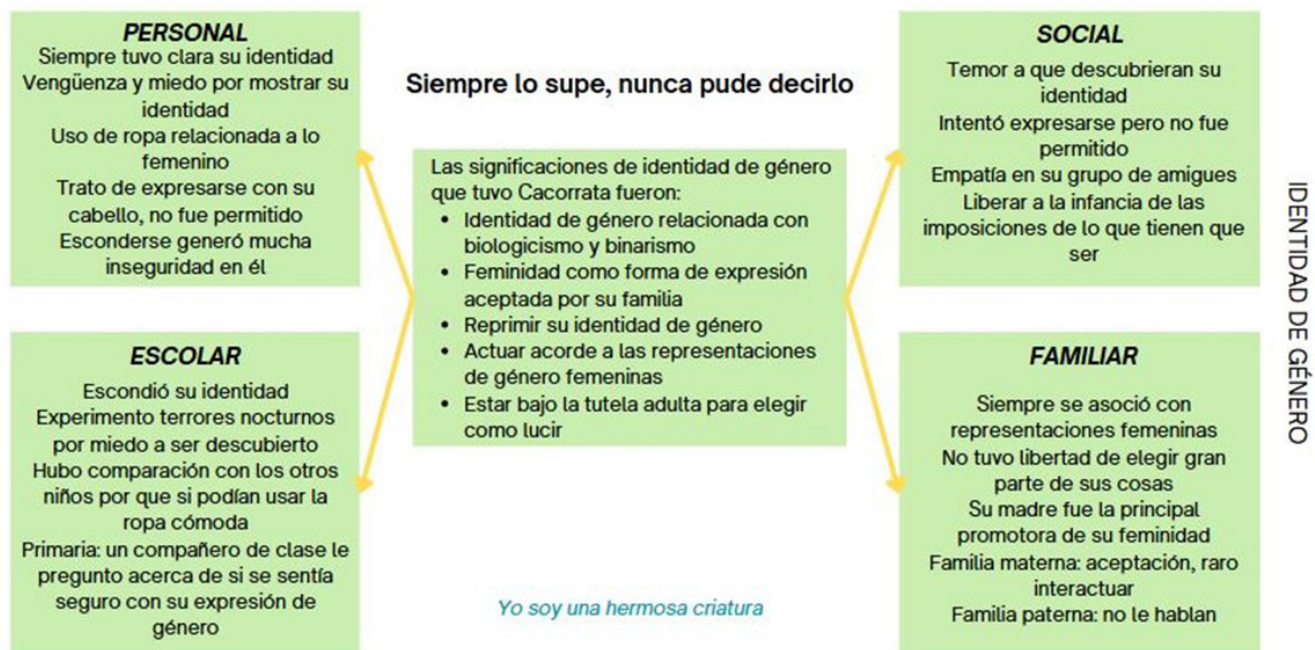 PERSONAL
Siempre tuvo clara su identidad
Vengüenza y miedo por mostrar su
identidad
Uso de ropa relacionada a lo
femenino
Trato de expresarse con su
cabello, no fue permitido
Esconderse generó mucha
inseguridad en él
Siempre lo supe, nunca pude decirlo
SOCIAL
Temor a que descubrieran su
identidad
Intentó expresarse pero no fue
permitido
Empatía en su grupo de amigues
Liberar a la infancia de las
imposiciones de lo que tienen que
ser
Las significaciones de identidad de género
que tuvo Cacorrata fueron:
• Identidad de género relacionada con
biologicismo y binarismo
• Feminidad como forma de expresión
aceptada por su familia
• Reprimir su identidad de género
• Actuar acorde a las representaciones
de género femeninas
• Estar bajo la tutela adulta para elegir
como lucir
ESCOLAR
Escondió su identidad
Experimento terrores nocturnos
por miedo a ser descubierto
Hubo comparación con los otros
niños por que si podían usar la
ropa cómoda
Primaria: un compañero de clase le
pregunto acerca de si se sentía
seguro con su expresión de
género
FAMILIAR
Siempre se asoció con
representaciones femeninas
No tuvo libertad de elegir gran
parte de sus cosas
Su madre fue la principal
promotora de su feminidad
Familia materna: aceptación, raro
interactuar
Familia paterna: no le hablan
Yo soy una hermosa criatura
IDENTIDAD DE GÉNERO